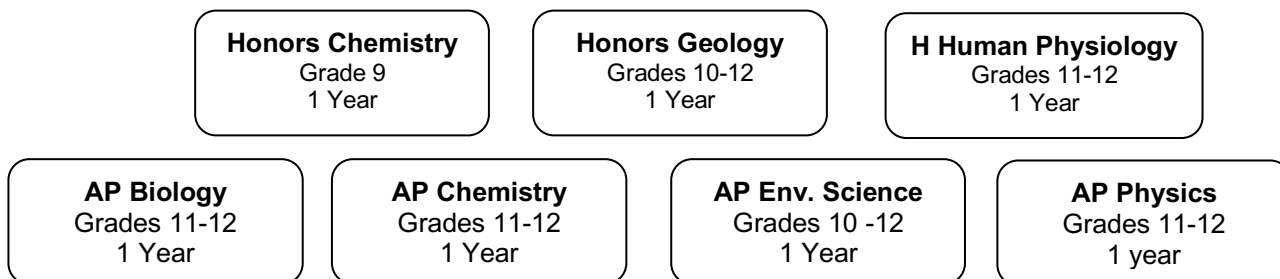 Honors Chemistry
Grade 9
1 Year
Honors Geology
Grades 10-12
1 Year
H Human Physiology
Grades 11-12
1 Year
AP Biology
Grades 11-12
1 Year
AP Chemistry
Grades 11-12
1 Year
AP Env. Science
Grades 10 -12
1 Year
AP Physics
Grades 11-12
1 year